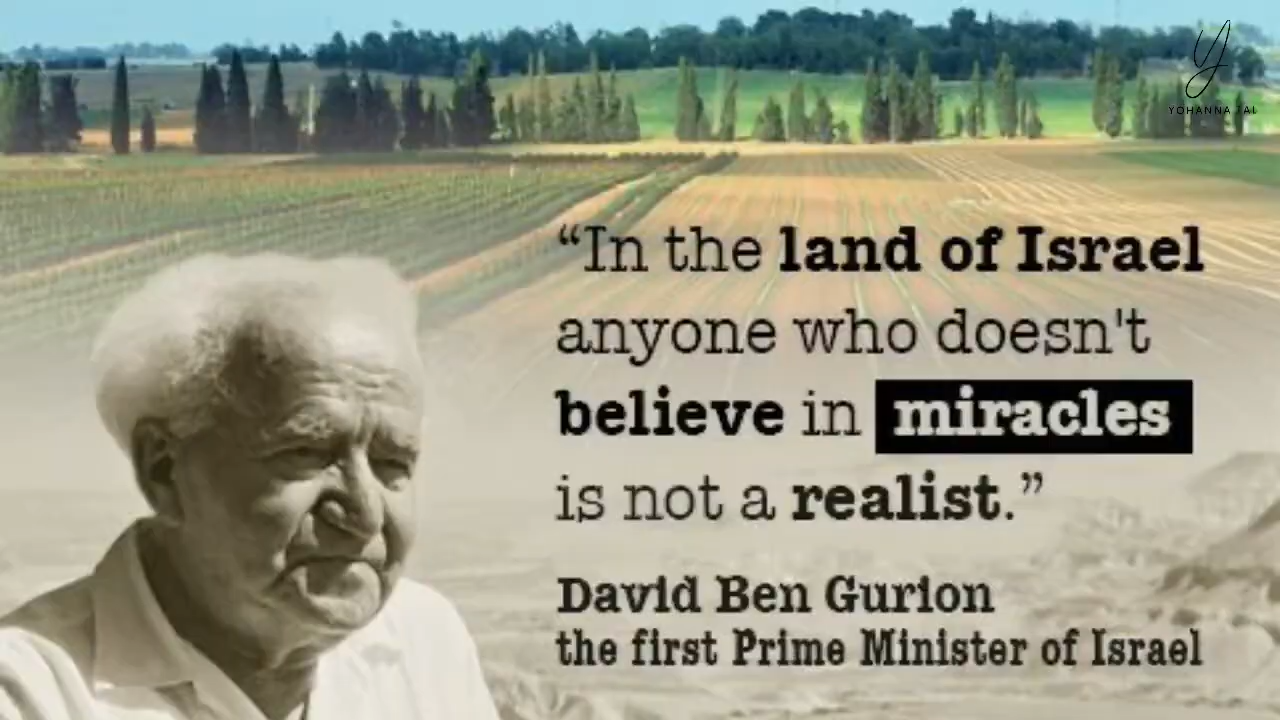 YOHANNA JAL
“In the land of Israel
anyone who doesn't
believe in miracles
is not a realist.”
David Ben Gurion
the first Prime Minister of Israel